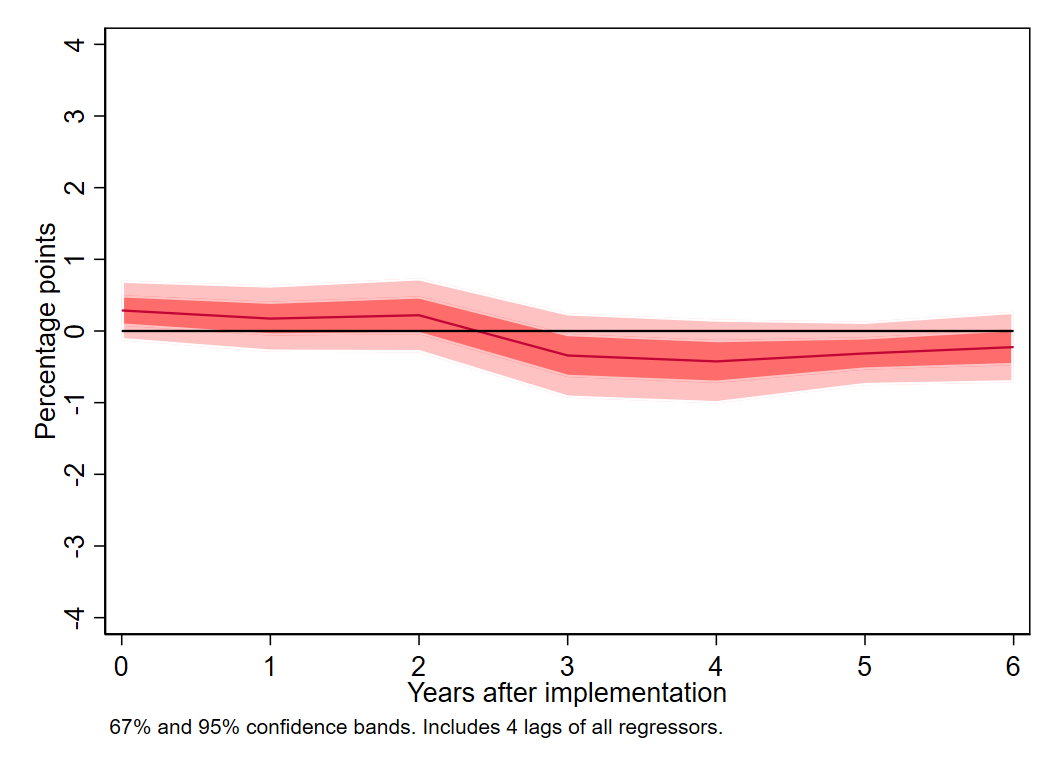 4
3
2
1
0
-1
-2
-3
-4
Percentage points
0 1 2 3 4 5 6
Years after implementation
67% and 95% confidence bands. Includes 4 lags of all regressors.